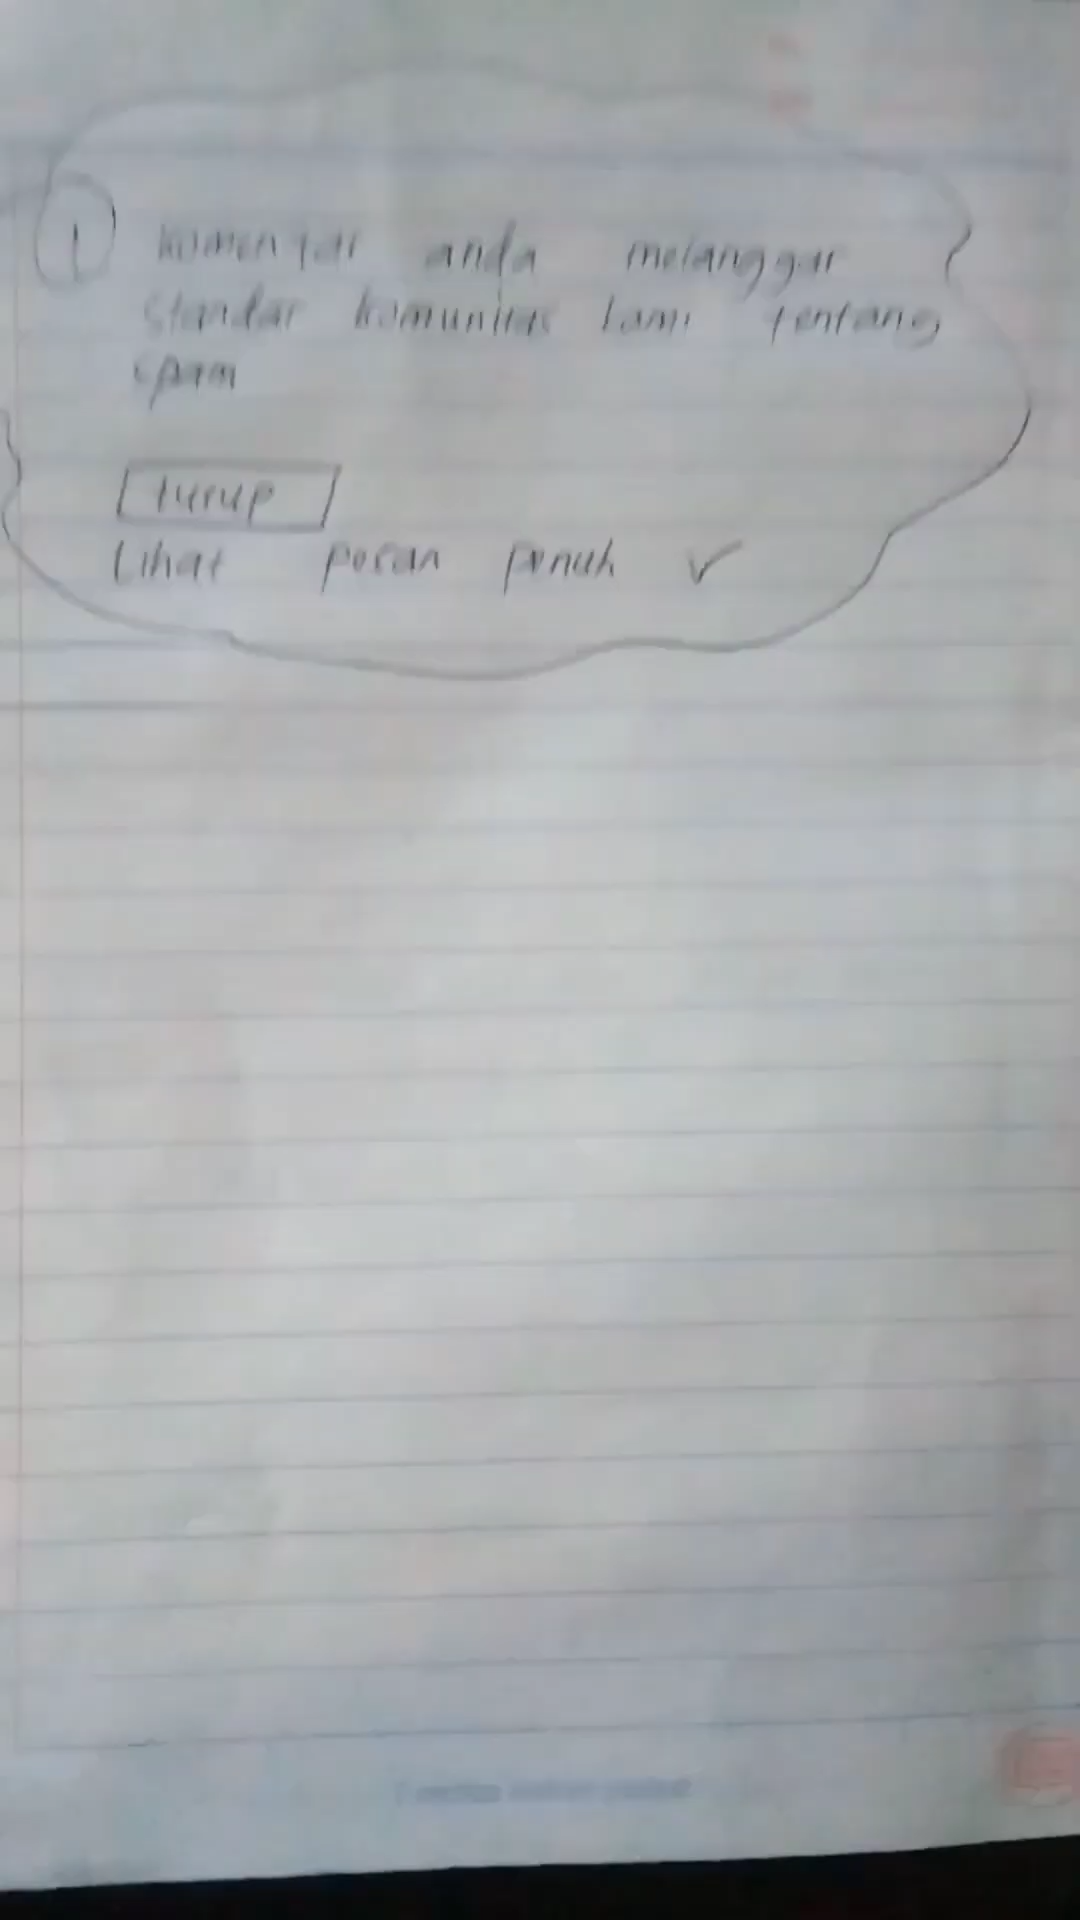 1 komentar anda melanggar
standar komunitas kami tentang
spam
tutup
Lihat pesan penuh